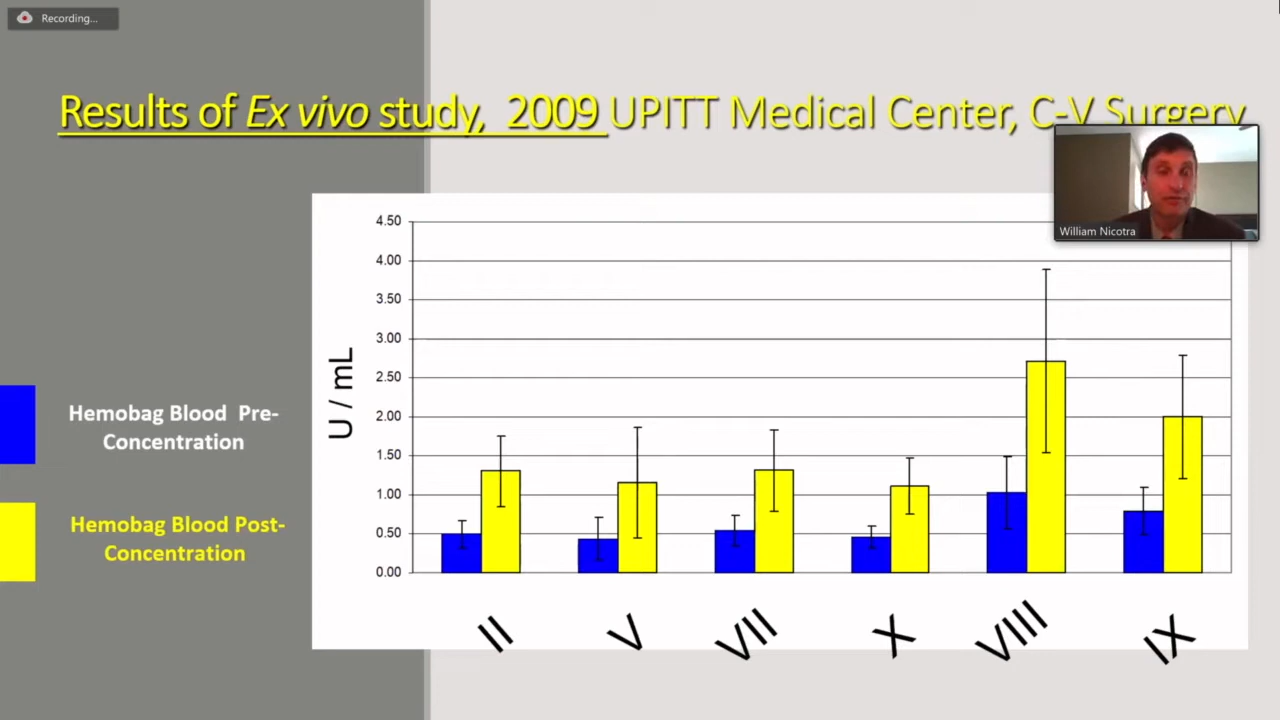 Recording...
Results of Ex vivo study, 2009 UPITT Medical Center, C-V Surgery
William Nicotra
4.50
4.00
3.50
3.00
2.50
2.00
1.50
1.00
0.50
0.00
U / mL
Hemobag Blood Pre-
Concentration
Hemobag Blood Post-
Concentration
II V VII X VIII IX